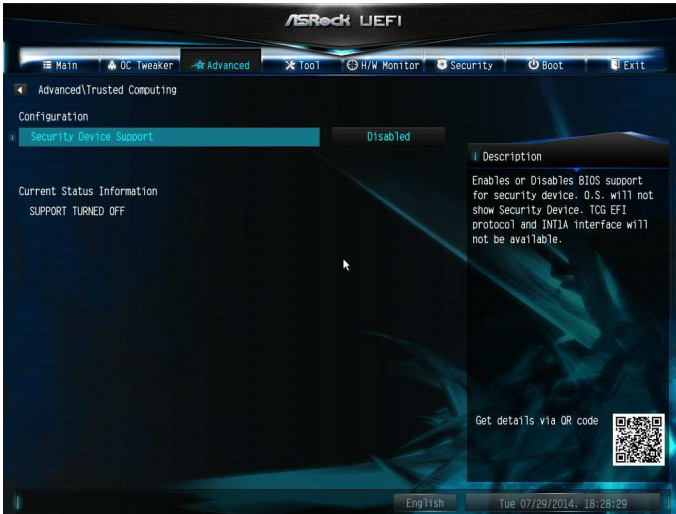 ASRock UEFI
Main OC Tweaker Advanced Tool H/W Monitor Security Boot Exit
Advanced\Trusted Computing
Configuration
Security Device Support Disabled
Current Status Information
SUPPORT TURNED OFF
Description
Enables or Disables BIOS support
for security device. O.S. will not
show Security Device. TCG EFI
protocol and INT1A interface will
not be available.
Get details via QR code
English Tue 07/29/2014, 18:28:29